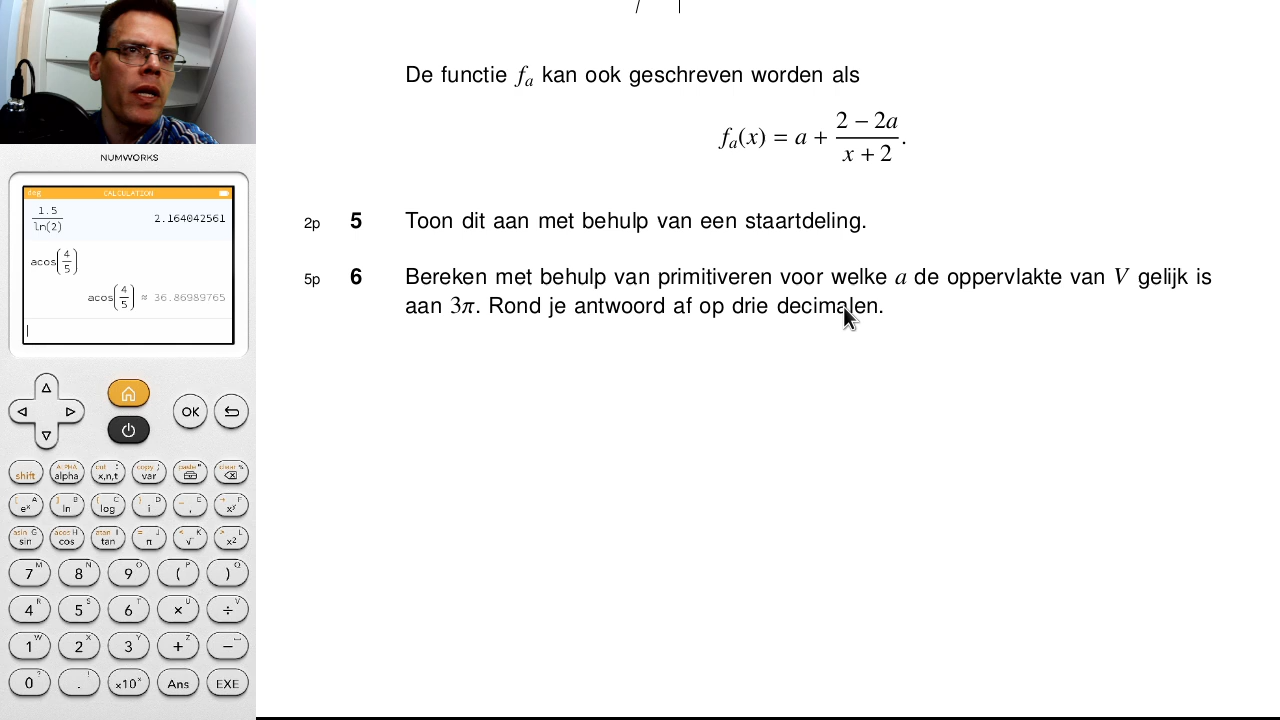 De functie fₐ kan ook geschreven worden als
fₐ(x) = a + (2 − 2a)/(x + 2).
2p 5 Toon dit aan met behulp van een staartdeling.
5p 6 Bereken met behulp van primitiveren voor welke a de oppervlakte van V gelijk is
aan 3π. Rond je antwoord af op drie decimalen.
NUMWORKS
deg CALCULATION
1.5/ln(2) 2.164042561
acos(4/5)
acos(4/5) ≈ 36.86989765
OK
shift alpha x,n,t var
eˣ ln log i , xʸ
sin cos tan π √ x²
7 8 9 ( )
4 5 6 × ÷
1 2 3 + −
0 . ×10ˣ Ans EXE